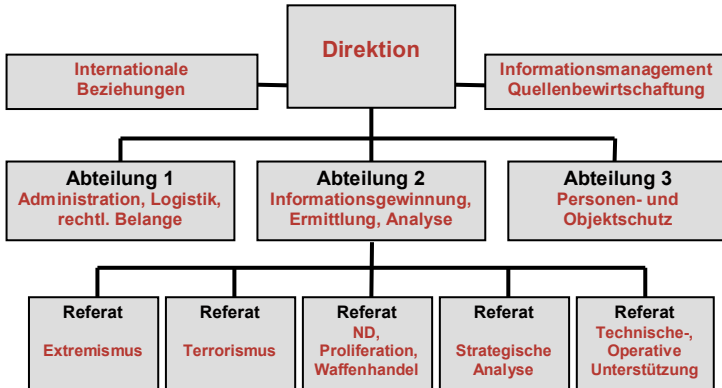 Direktion
Internationale
Beziehungen
Informationsmanagement
Quellenbewirtschaftung
Abteilung 1
Administration, Logistik,
rechtl. Belange
Abteilung 2
Informationsgewinnung,
Ermittlung, Analyse
Abteilung 3
Personen- und
Objektschutz
Referat
Extremismus
Referat
Terrorismus
Referat
ND,
Proliferation,
Waffenhandel
Referat
Strategische
Analyse
Referat
Technische-,
Operative
Unterstützung